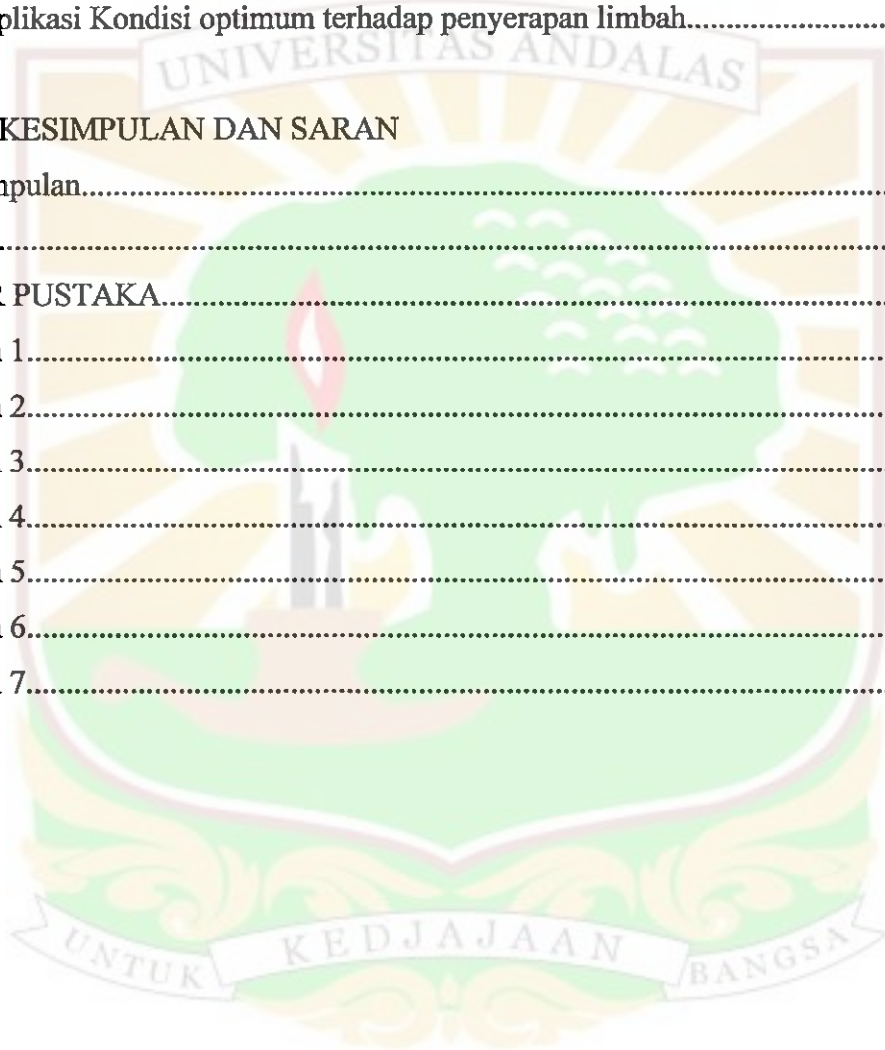 plikasi Kondisi optimum terhadap penyerapan limbah....................
UNIVERSITAS ANDALAS
KESIMPULAN DAN SARAN
npulan....................
....................
R PUSTAKA....................
1....................
2....................
3....................
4....................
5....................
6....................
7....................
UNTUK KEDJAJAAN BANGSA